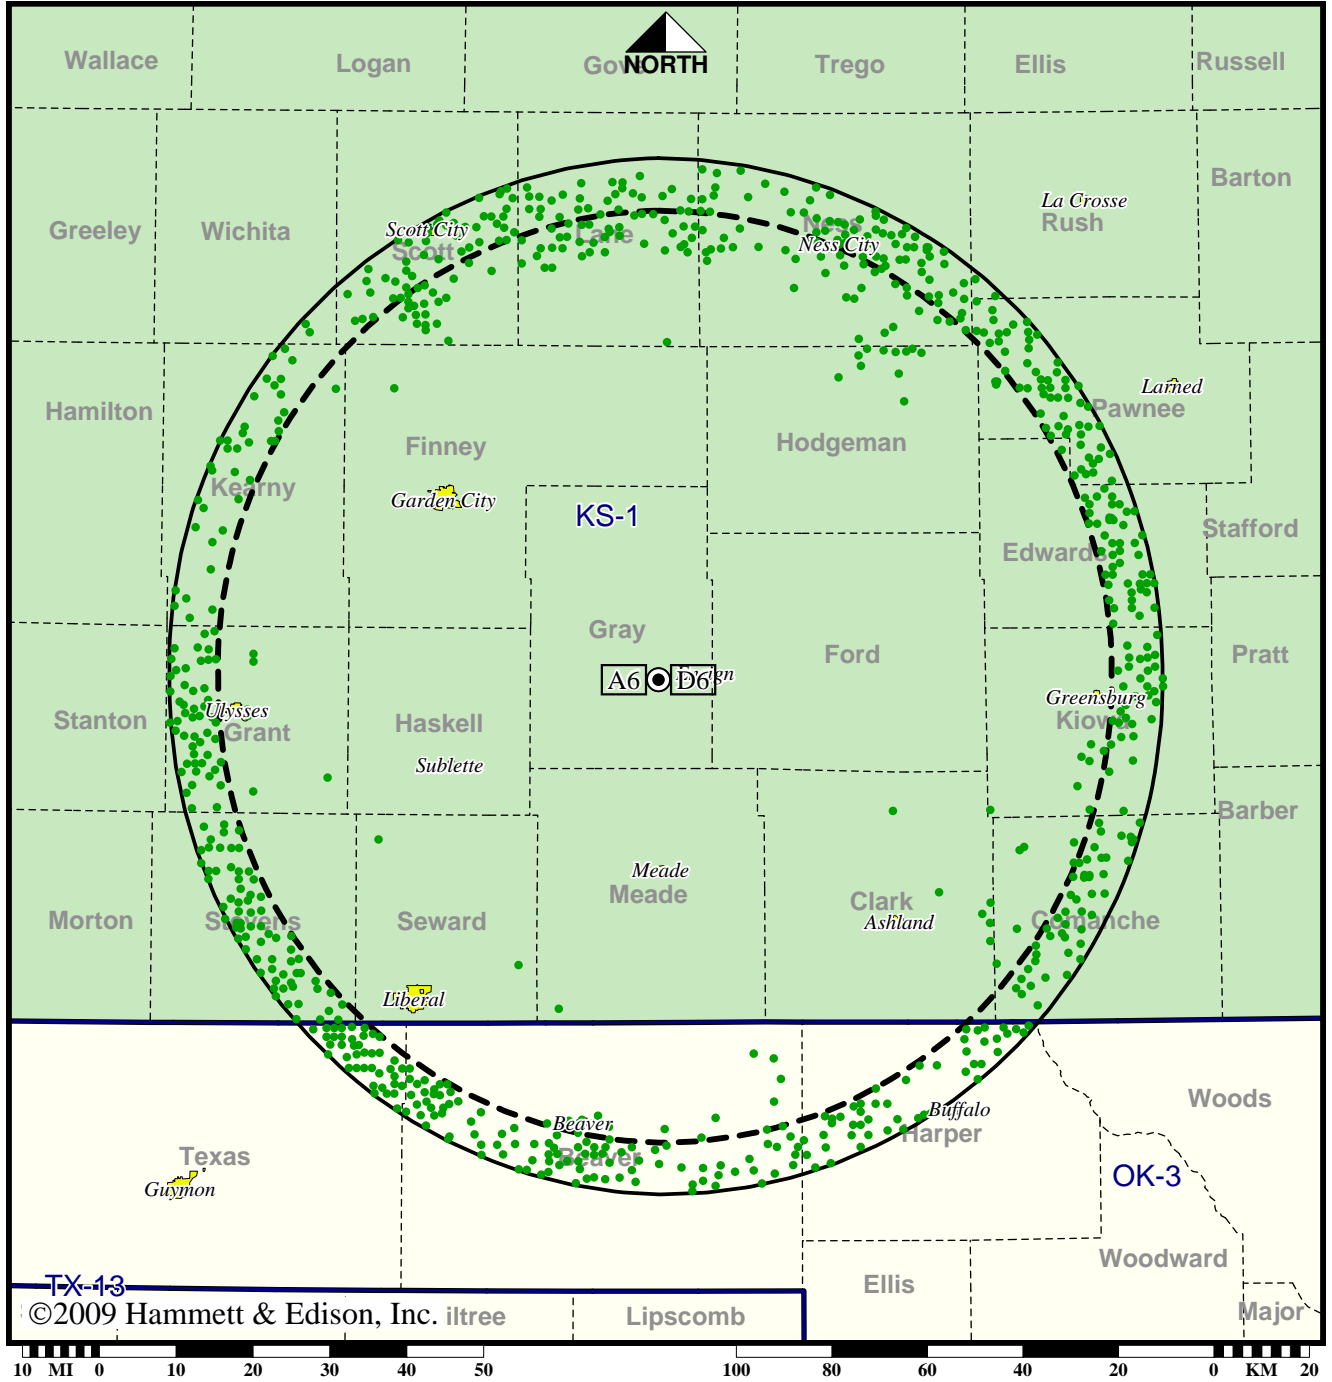 Wallace
Logan
NORTH
Trego
Ellis
Russell
Barton
La Crosse
Rush
Greeley
Wichita
Scott City
Scott
Lane
Ness
Ness City
Larned
Pawnee
Hamilton
Finney
Hodgeman
Kearny
Garden City
KS-1
Stafford
Edwards
Gray
Ford
Pratt
A6
D6
Greensburg
Kiowa
Ulysses
Stanton
Grant
Haskell
Sublette
Barber
Meade
Meade
Clark
Ashland
Comanche
Morton
Stevens
Seward
Liberal
Woods
Buffalo
Harper
Beaver
Beaver
Texas
Guymon
OK-3
Woodward
Ellis
TX-13
©2009 Hammett & Edison, Inc.
iltree
Lipscomb
Major
10 MI 0 10 20 30 40 50 100 80 60 40 20 0 KM 20